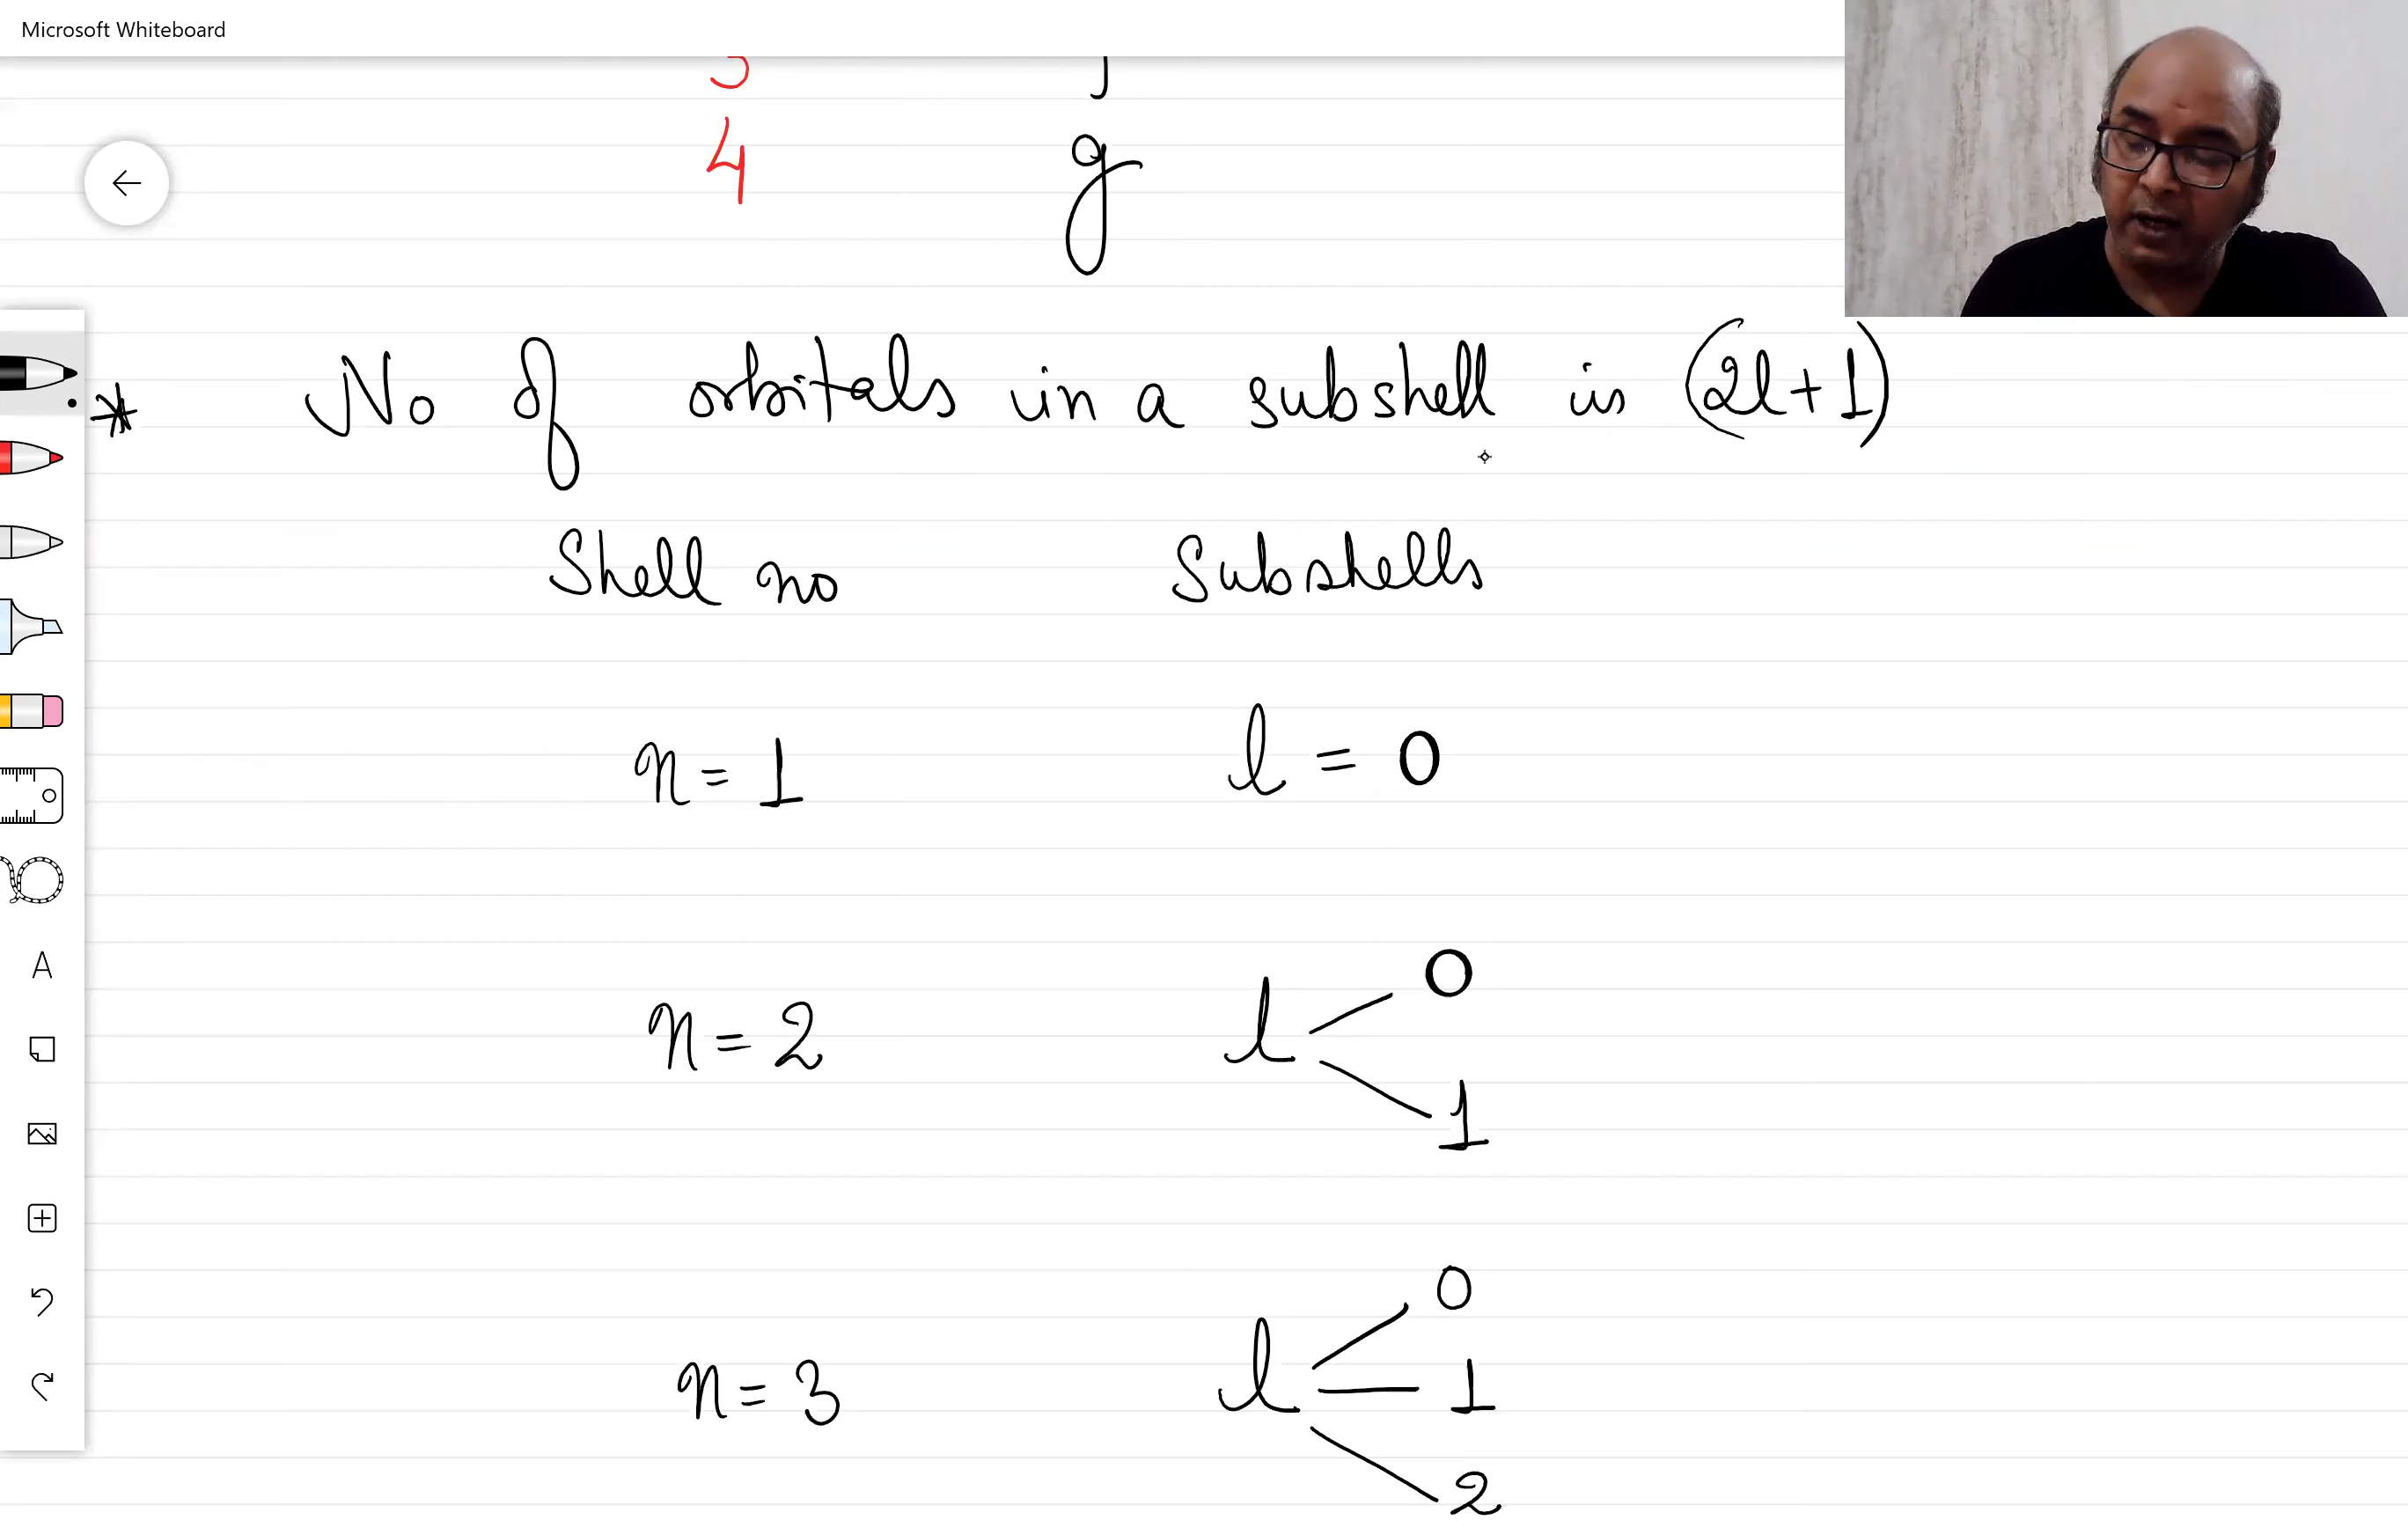 Microsoft Whiteboard
4 g
* No of orbitals in a subshell is (2l+1)
Shell no Subshells
n = 1 l = 0
n = 2 l 0
1
n = 3 l 0
1
2
A